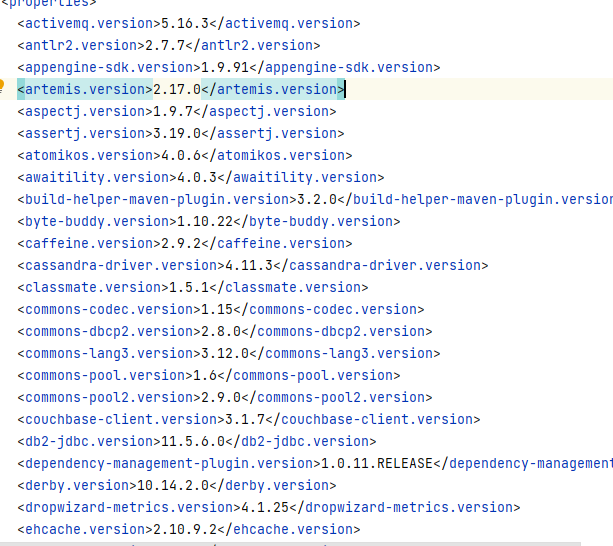 <properties>
<activemq.version>5.16.3</activemq.version>
<antlr2.version>2.7.7</antlr2.version>
<appengine-sdk.version>1.9.91</appengine-sdk.version>
<artemis.version>2.17.0</artemis.version>
<aspectj.version>1.9.7</aspectj.version>
<assertj.version>3.19.0</assertj.version>
<atomikos.version>4.0.6</atomikos.version>
<awaitility.version>4.0.3</awaitility.version>
<build-helper-maven-plugin.version>3.2.0</build-helper-maven-plugin.version
<byte-buddy.version>1.10.22</byte-buddy.version>
<caffeine.version>2.9.2</caffeine.version>
<cassandra-driver.version>4.11.3</cassandra-driver.version>
<classmate.version>1.5.1</classmate.version>
<commons-codec.version>1.15</commons-codec.version>
<commons-dbcp2.version>2.8.0</commons-dbcp2.version>
<commons-lang3.version>3.12.0</commons-lang3.version>
<commons-pool.version>1.6</commons-pool.version>
<commons-pool2.version>2.9.0</commons-pool2.version>
<couchbase-client.version>3.1.7</couchbase-client.version>
<db2-jdbc.version>11.5.6.0</db2-jdbc.version>
<dependency-management-plugin.version>1.0.11.RELEASE</dependency-management
<derby.version>10.14.2.0</derby.version>
<dropwizard-metrics.version>4.1.25</dropwizard-metrics.version>
<ehcache.version>2.10.9.2</ehcache.version>